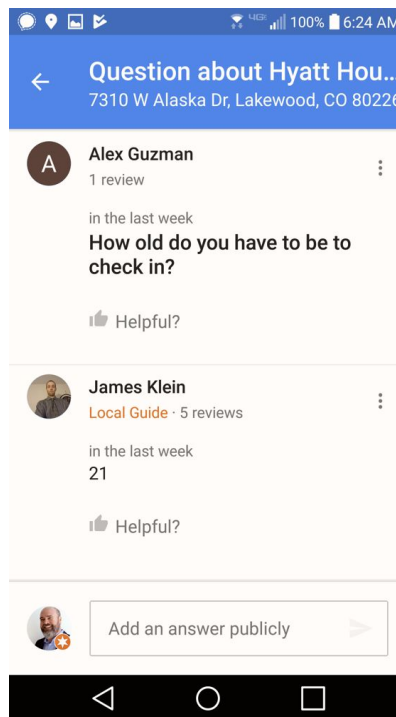 4GE 100% 6:24 AM
Question about Hyatt Hou...
7310 W Alaska Dr, Lakewood, CO 80226
A
Alex Guzman
1 review
in the last week
How old do you have to be to
check in?
Helpful?
James Klein
Local Guide · 5 reviews
in the last week
21
Helpful?
Add an answer publicly